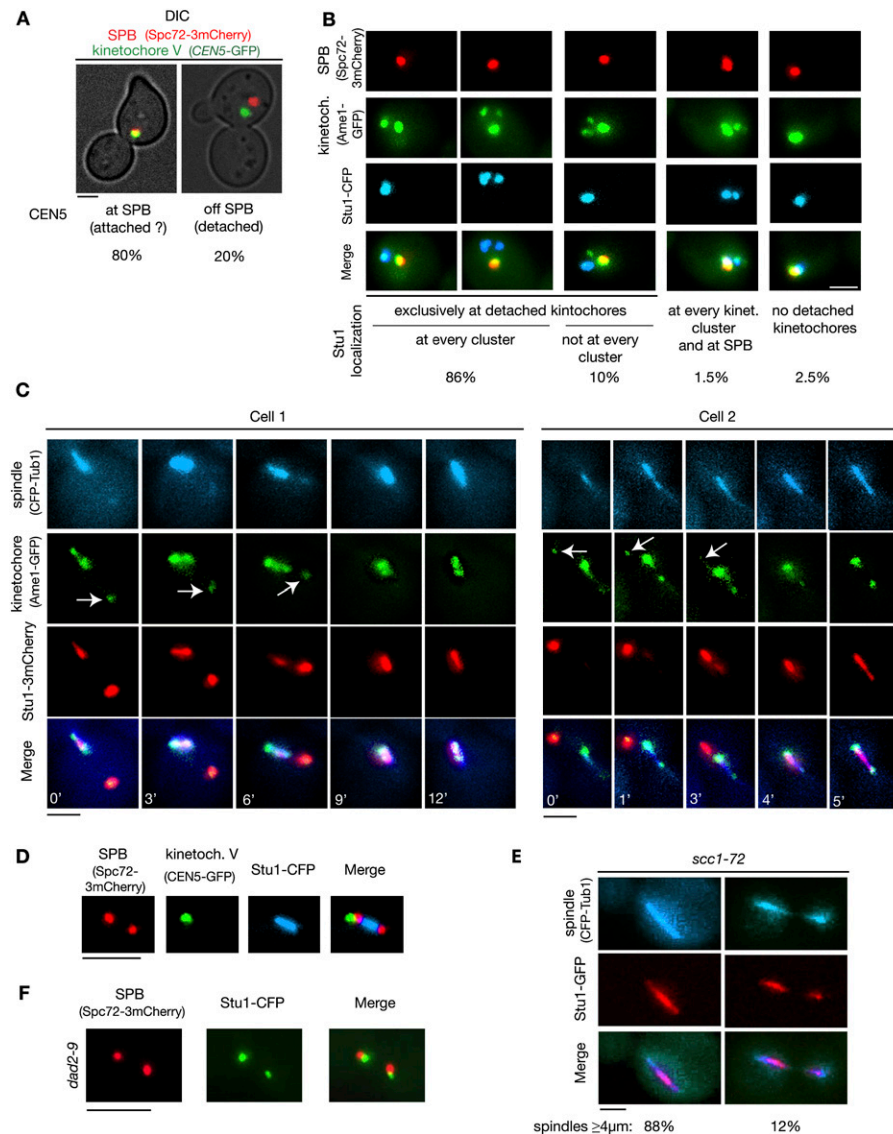 A
DIC
SPB (Spc72-3mCherry)
kinetochore V (CEN5-GFP)
CEN5
at SPB
(attached ?)
off SPB
(detached)
80%
20%
B
SPB
(Spc72-
3mCherry)
kinetoch.
(Ame1-
GFP)
Stu1-CFP
Merge
Stu1
localization
exclusively at detached kintochores
at every cluster
not at every
cluster
at every kinet.
cluster
and at SPB
no detached
kinetochores
86%
10%
1.5%
2.5%
C
Cell 1
Cell 2
spindle
(CFP-Tub1)
kinetochore
(Ame1-GFP)
Stu1-3mCherry
Merge
0'
3'
6'
9'
12'
0'
1'
3'
4'
5'
D
SPB
(Spc72-
3mCherry)
kinetoch. V
(CEN5-GFP)
Stu1-CFP
Merge
E
scc1-72
spindle
(CFP-Tub1)
Stu1-GFP
Merge
spindles ≥4μm:
88%
12%
F
SPB
(Spc72-3mCherry)
Stu1-CFP
Merge
dad2-9